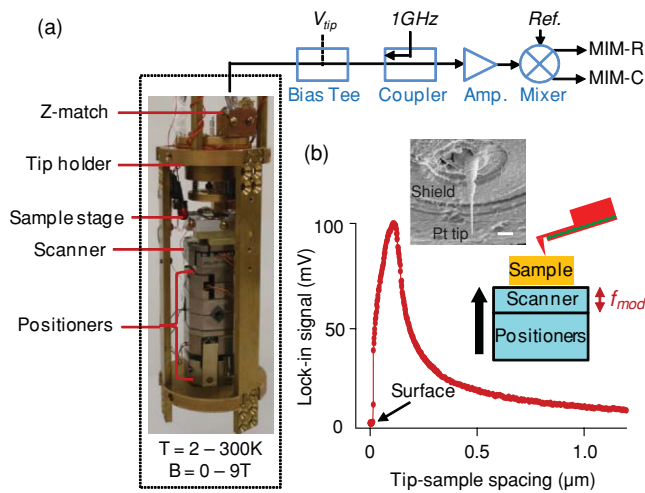 (a)
V_tip
1GHz
Ref.
MIM-R
MIM-C
Bias Tee
Coupler
Amp.
Mixer
Z-match
Tip holder
Sample stage
Scanner
Positioners
T = 2 – 300K
B = 0 – 9T
(b)
Shield
Pt tip
Sample
Scanner
f_mod
Positioners
Lock-in signal (mV)
100
50
0
Surface
0
0.5
1.0
Tip-sample spacing (µm)